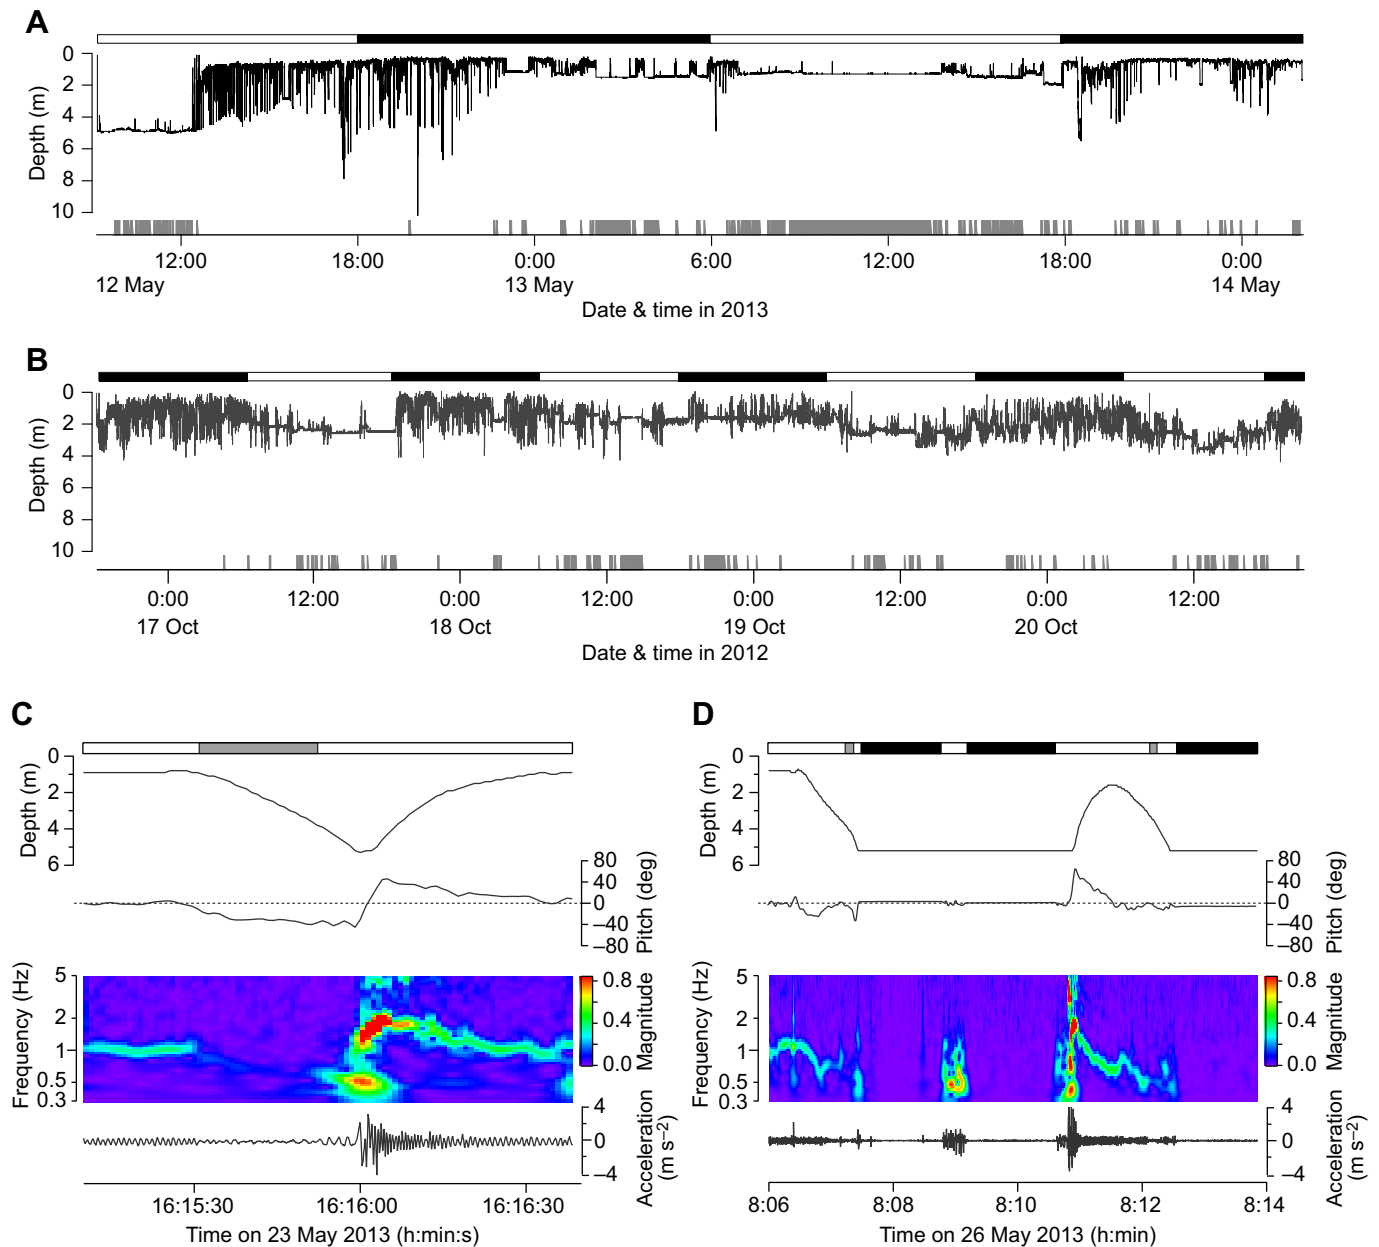 A
0
2
4
6
8
10
Depth (m)
12:00
18:00
0:00
6:00
12:00
18:00
0:00
12 May
13 May
14 May
Date & time in 2013
B
0
2
4
6
8
10
Depth (m)
0:00
12:00
0:00
12:00
0:00
12:00
0:00
12:00
17 Oct
18 Oct
19 Oct
20 Oct
Date & time in 2012
C
0
2
4
6
Depth (m)
80
40
0
−40
−80
Pitch (deg)
5
2
1
0.5
0.3
Frequency (Hz)
0.8
0.4
0.0
Magnitude
4
0
−4
Acceleration
(m s−2)
16:15:30
16:16:00
16:16:30
Time on 23 May 2013 (h:min:s)
D
0
2
4
6
Depth (m)
80
40
0
−40
−80
Pitch (deg)
5
2
1
0.5
0.3
Frequency (Hz)
0.8
0.4
0.0
Magnitude
4
0
−4
Acceleration
(m s−2)
8:06
8:08
8:10
8:12
8:14
Time on 26 May 2013 (h:min)